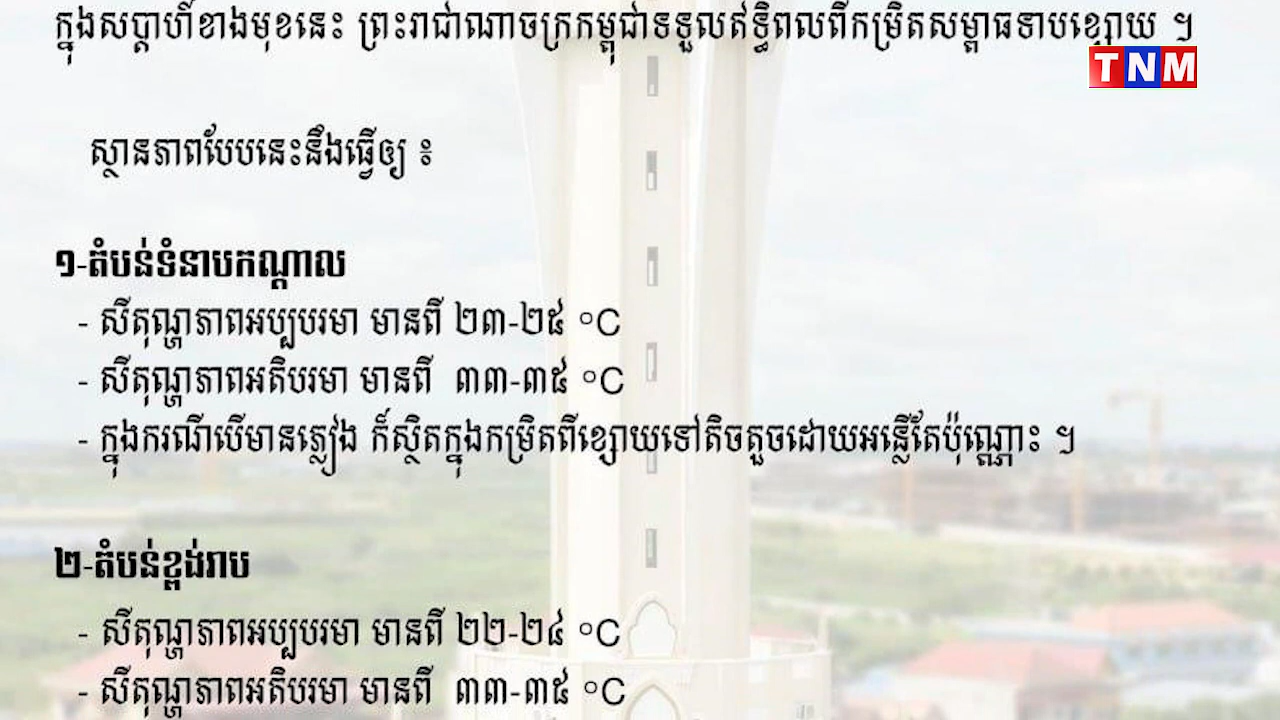 ក្នុងសប្តាហ៍ខាងមុខនេះ ព្រះរាជាណាចក្រកម្ពុជាទទួលឥទ្ធិពលពីកម្រិតសម្ពាធទាបខ្សោយ ។
TNM
ស្ថានភាពបែបនេះនឹងធ្វើឲ្យ ៖
១-តំបន់ទំនាបកណ្តាល
- សីតុណ្ហភាពអប្បបរមា មានពី ២៣-២៥ °C
- សីតុណ្ហភាពអតិបរមា មានពី ៣៣-៣៥ °C
- ក្នុងករណីបើមានភ្លៀង ក៏ស្ថិតក្នុងកម្រិតពីខ្សោយទៅតិចតួចដោយអន្លើតែប៉ុណ្ណោះ ។
២-តំបន់ខ្ពង់រាប
- សីតុណ្ហភាពអប្បបរមា មានពី ២២-២៤ °C
- សីតុណ្ហភាពអតិបរមា មានពី ៣៣-៣៥ °C